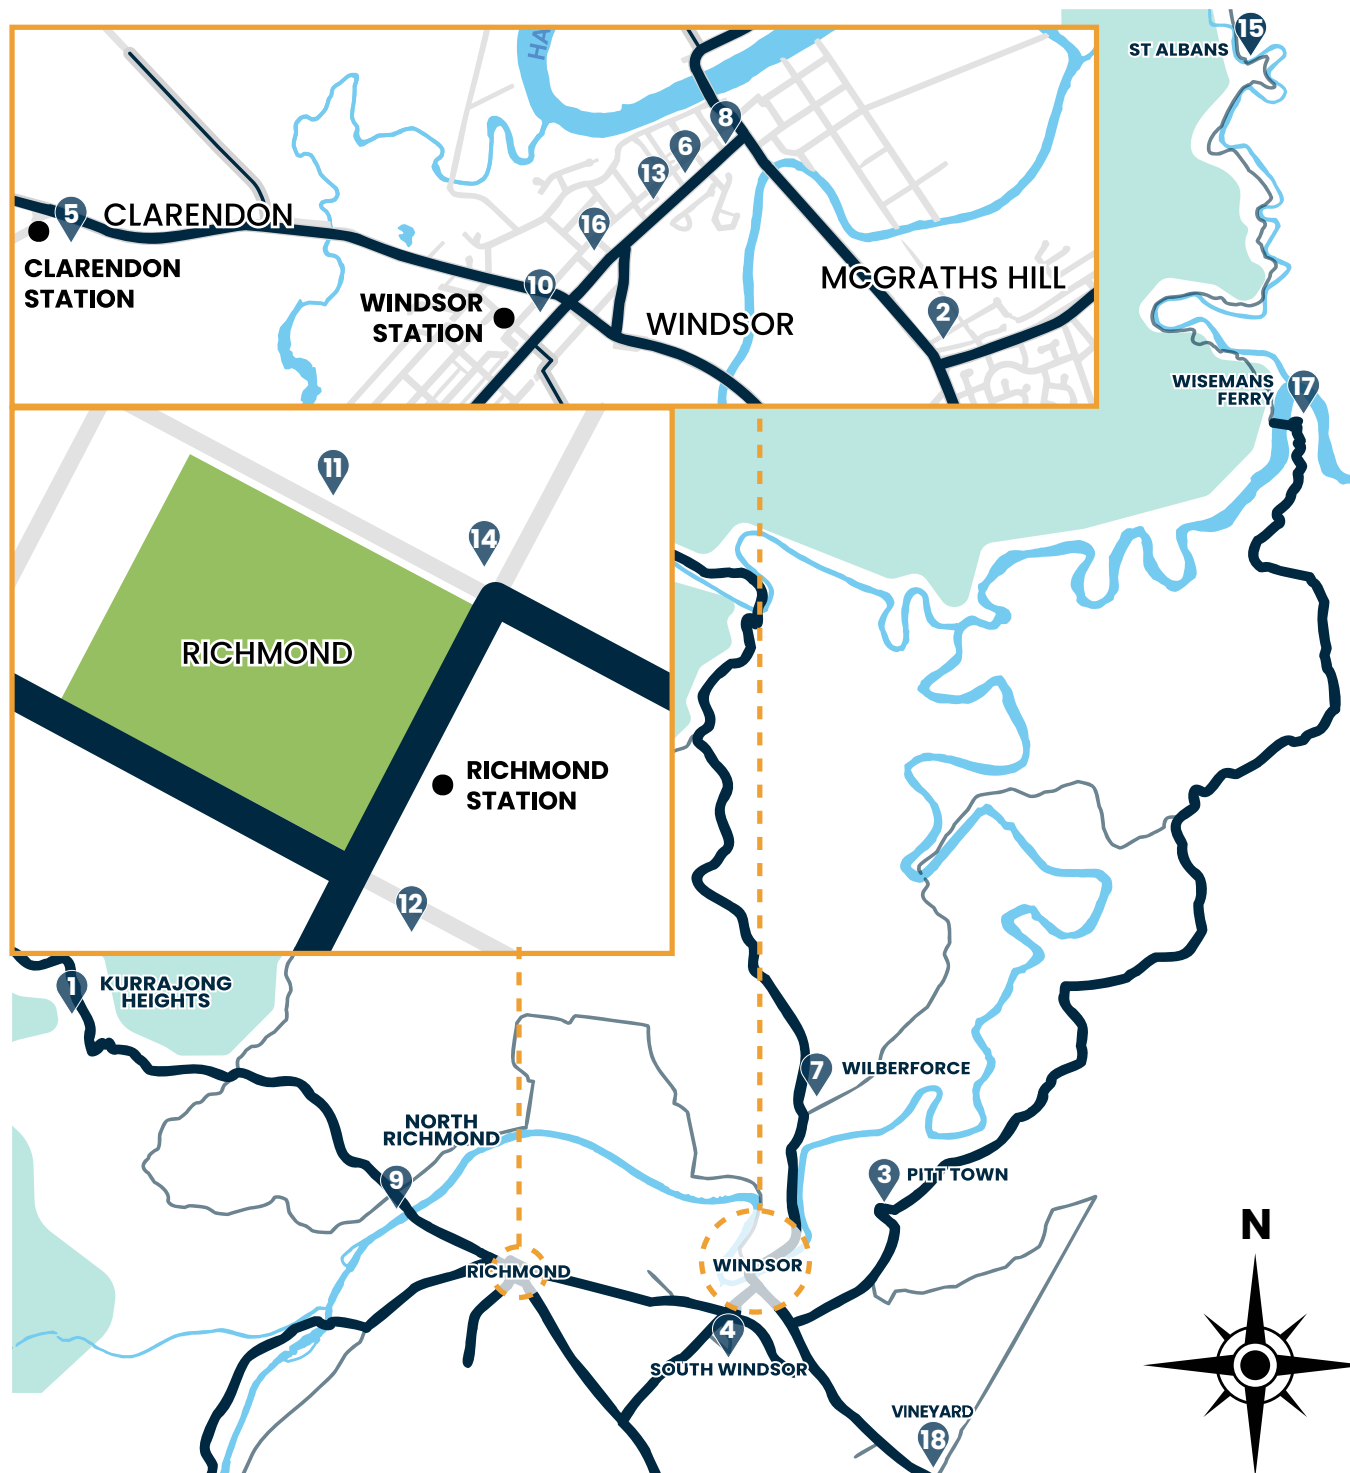 HA
15
ST ALBANS
8
6
13
5
CLARENDON
16
CLARENDON
STATION
10
WINDSOR
STATION
MCGRATHS HILL
2
WINDSOR
WISEMANS
FERRY
17
11
14
RICHMOND
RICHMOND
STATION
12
1
KURRAJONG
HEIGHTS
7
WILBERFORCE
NORTH
RICHMOND
9
3
PITT TOWN
N
RICHMOND
WINDSOR
4
SOUTH WINDSOR
VINEYARD
18